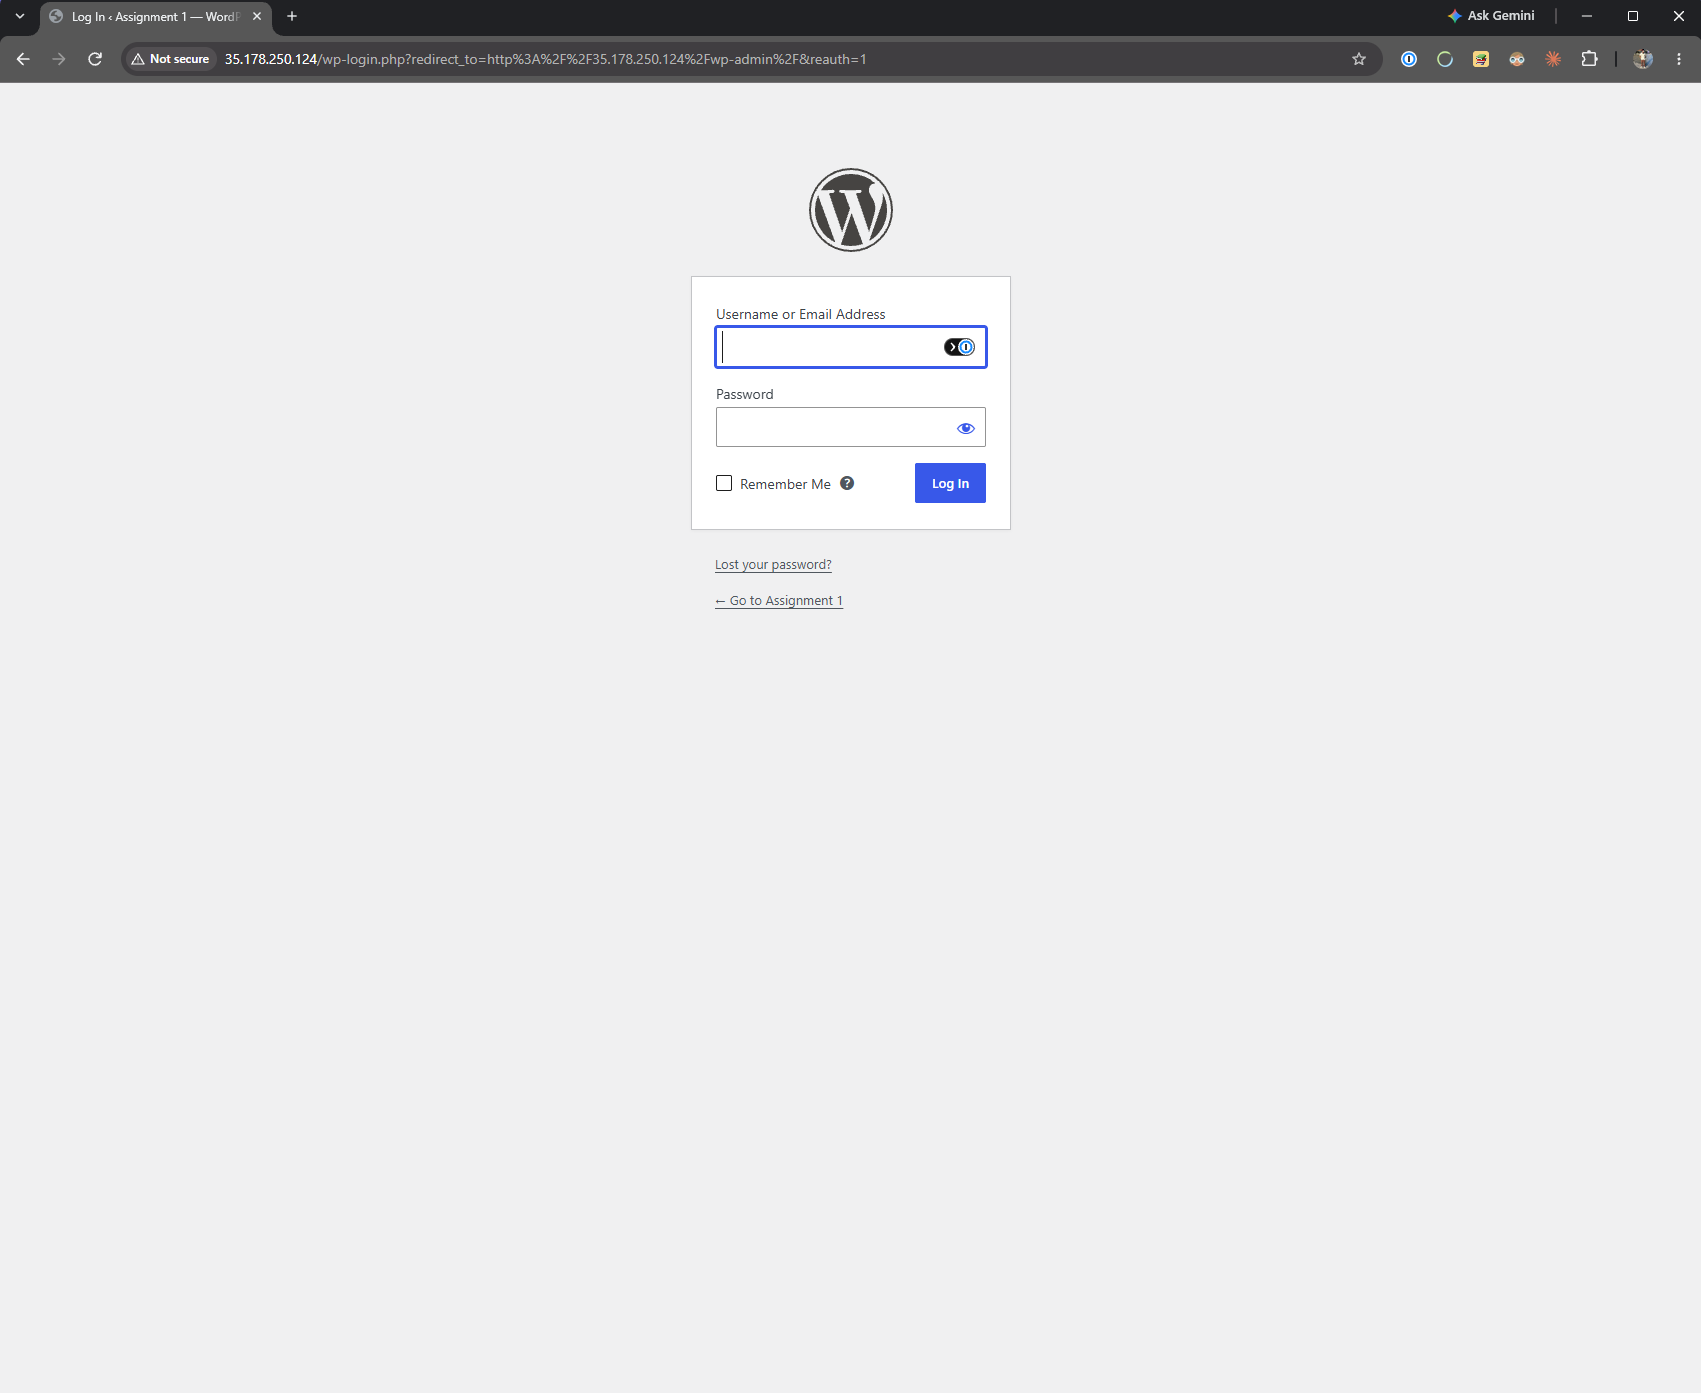 Log In ‹ Assignment 1 — WordP
Ask Gemini
Not secure
35.178.250.124/wp-login.php?redirect_to=http%3A%2F%2F35.178.250.124%2Fwp-admin%2F&reauth=1
Username or Email Address
Password
Remember Me
Log In
Lost your password?
← Go to Assignment 1